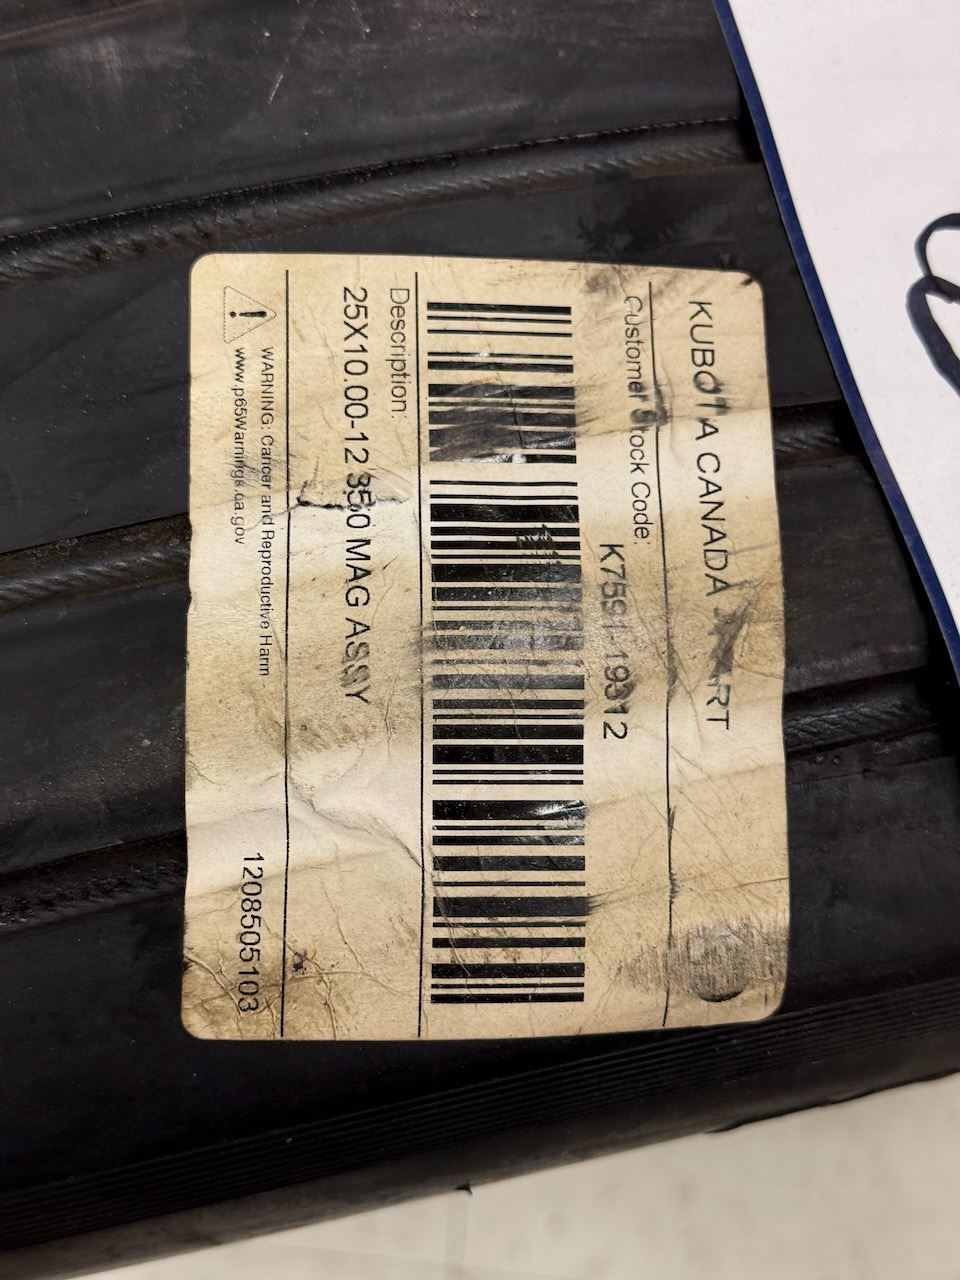 KUBOTA CANADA
Customer Stock Code:
K7591-19312
Description:
25X10.00-12 350 MAG ASSY
WARNING: Cancer and Reproductive Harm
www.p65Warnings.ca.gov
1208505103